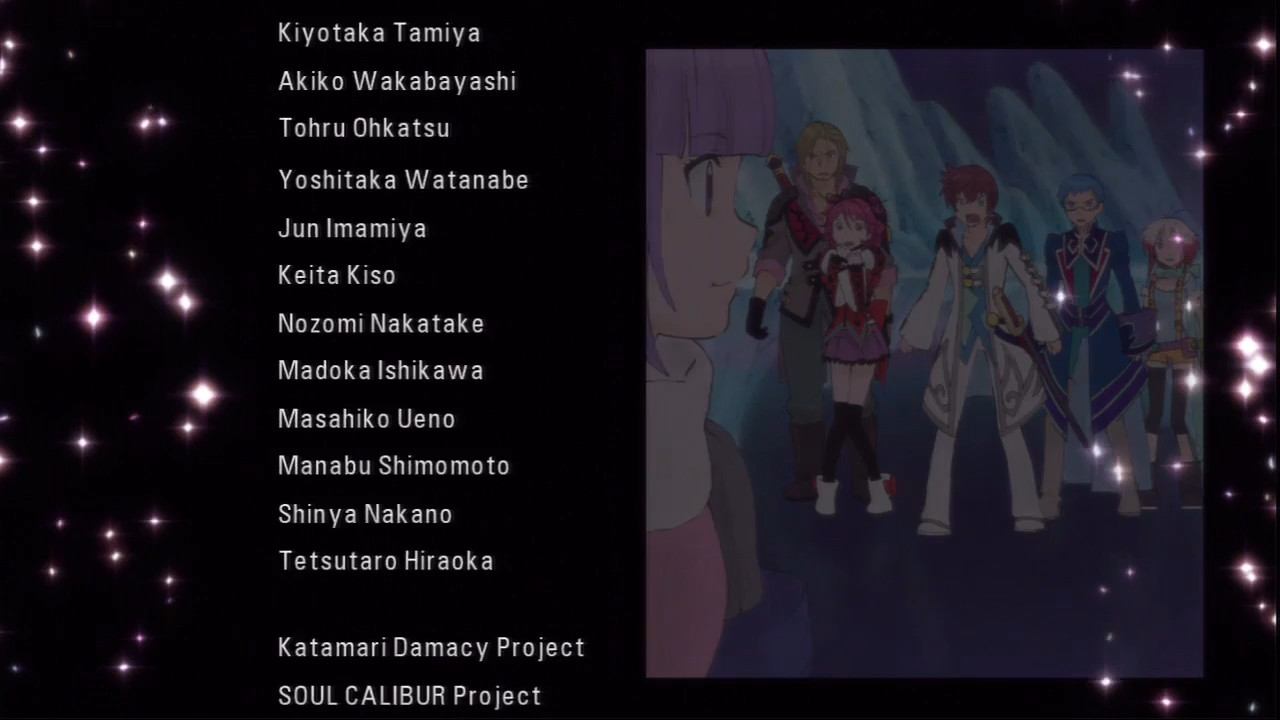 Kiyotaka Tamiya
Akiko Wakabayashi
Tohru Ohkatsu
Yoshitaka Watanabe
Jun Imamiya
Keita Kiso
Nozomi Nakatake
Madoka Ishikawa
Masahiko Ueno
Manabu Shimomoto
Shinya Nakano
Tetsutaro Hiraoka
Katamari Damacy Project
SOUL CALIBUR Project